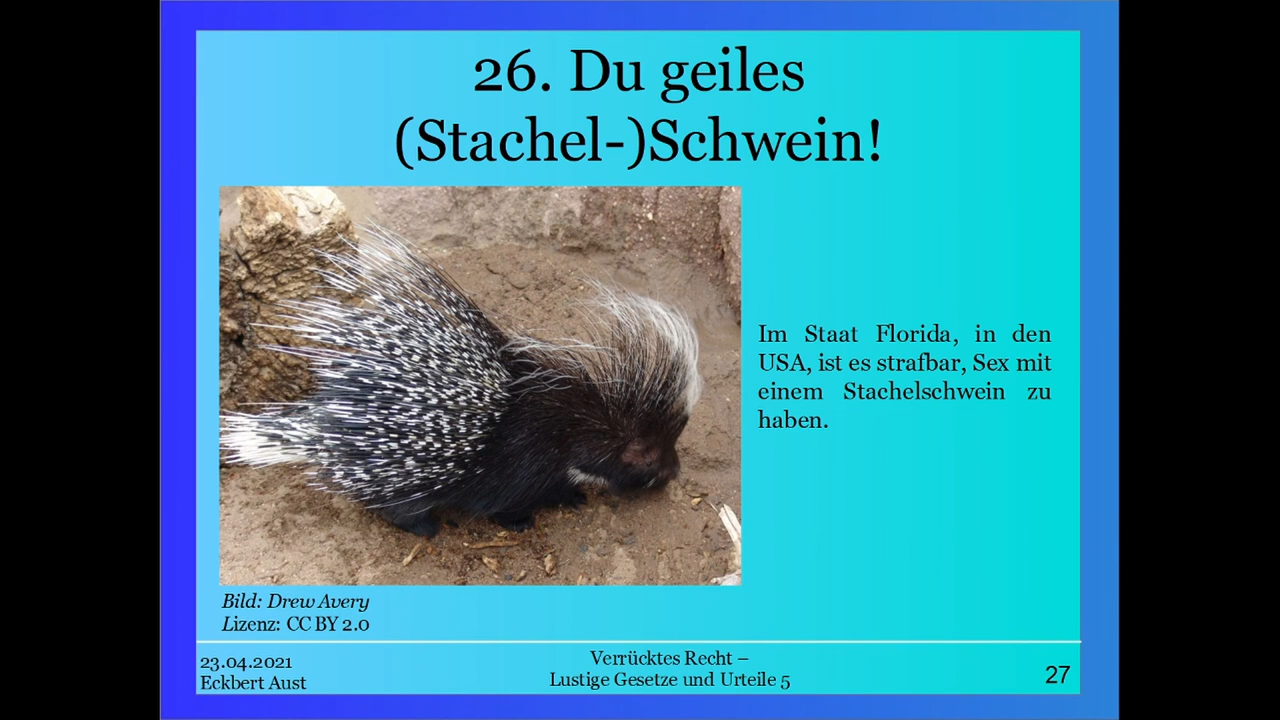 26. Du geiles
(Stachel-)Schwein!
Im Staat Florida, in den
USA, ist es strafbar, Sex mit
einem Stachelschwein zu
haben.
Bild: Drew Avery
Lizenz: CC BY 2.0
23.04.2021
Eckbert Aust
Verrücktes Recht –
Lustige Gesetze und Urteile 5
27